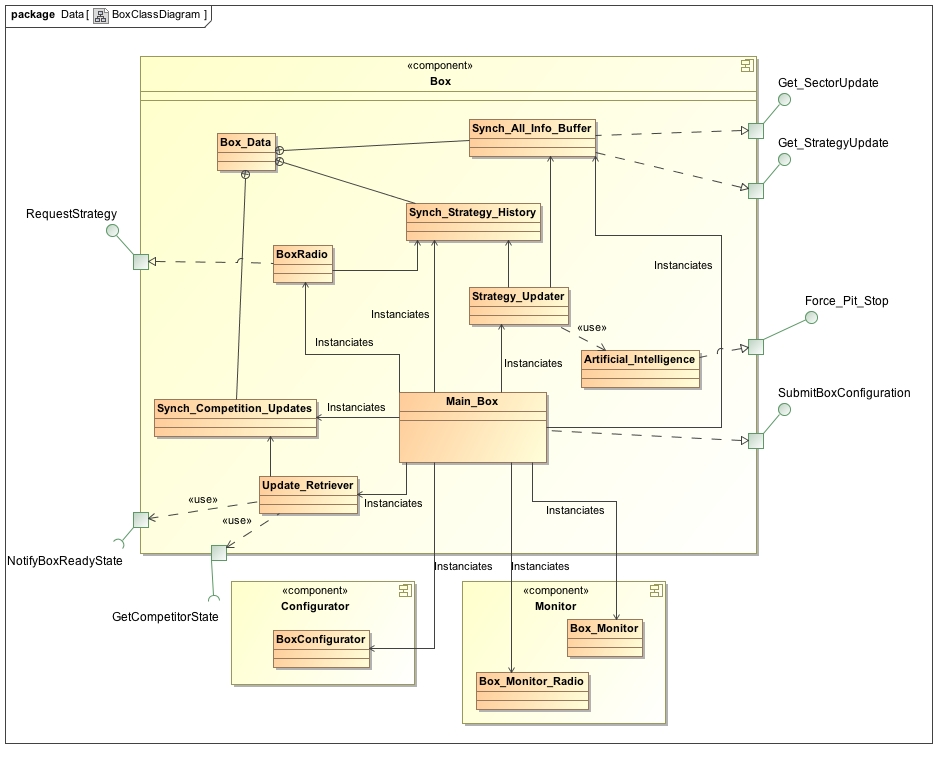 package Data[ BoxClassDiagram ]
«component»
Box
Get_SectorUpdate
Box_Data
Synch_All_Info_Buffer
Get_StrategyUpdate
RequestStrategy
Synch_Strategy_History
BoxRadio
Instanciates
Strategy_Updater
Force_Pit_Stop
Instanciates
«use»
Instanciates
Artificial_Intelligence
Instanciates
SubmitBoxConfiguration
Main_Box
Synch_Competition_Updates
Instanciates
Update_Retriever
«use»
Instanciates
Instanciates
«use»
NotifyBoxReadyState
Instanciates
Instanciates
GetCompetitorState
«component»
Configurator
«component»
Monitor
BoxConfigurator
Box_Monitor
Box_Monitor_Radio